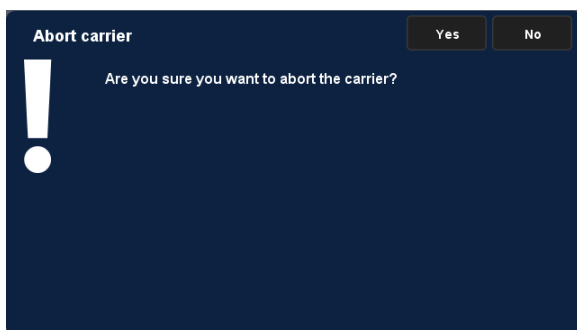 Abort carrier
Yes
No
Are you sure you want to abort the carrier?